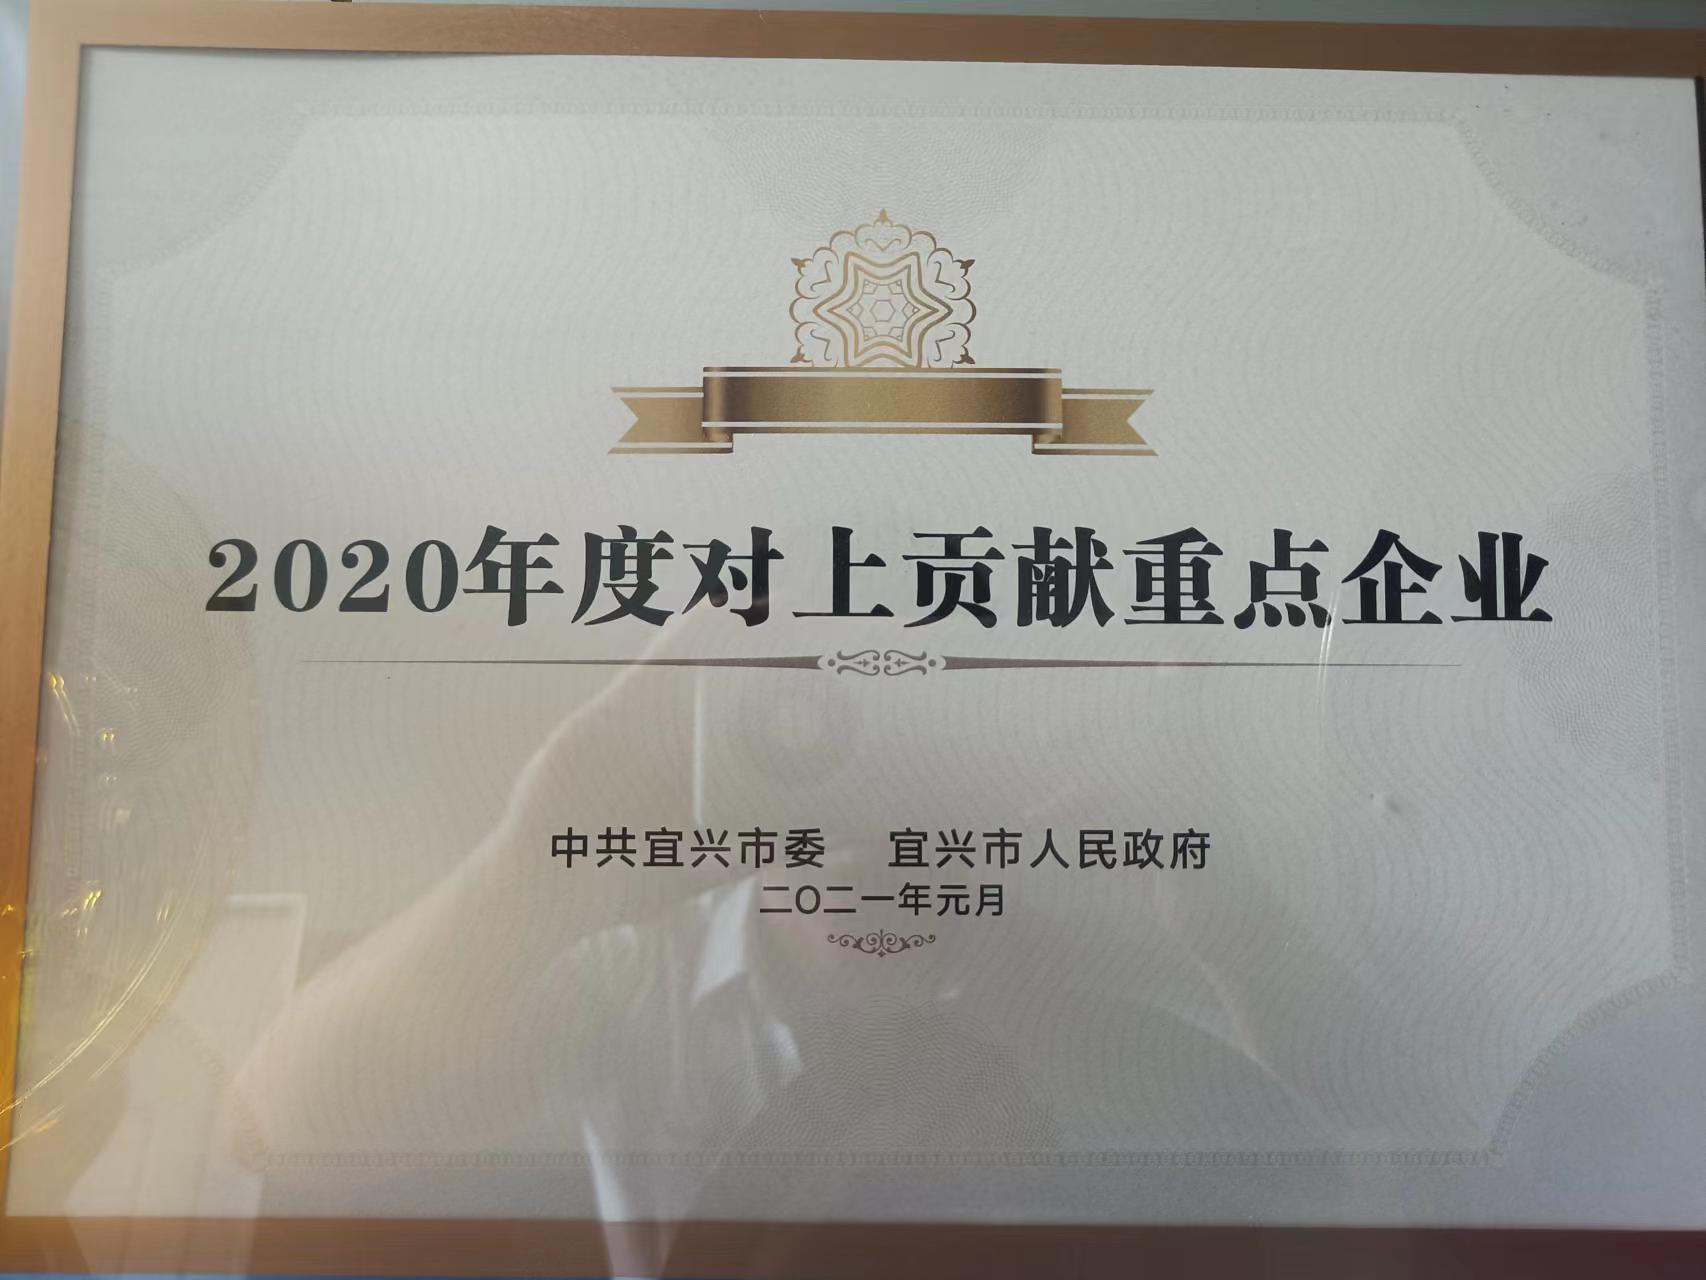 2020年度对上贡献重点企业
中共宜兴市委 宜兴市人民政府
二〇二一年元月